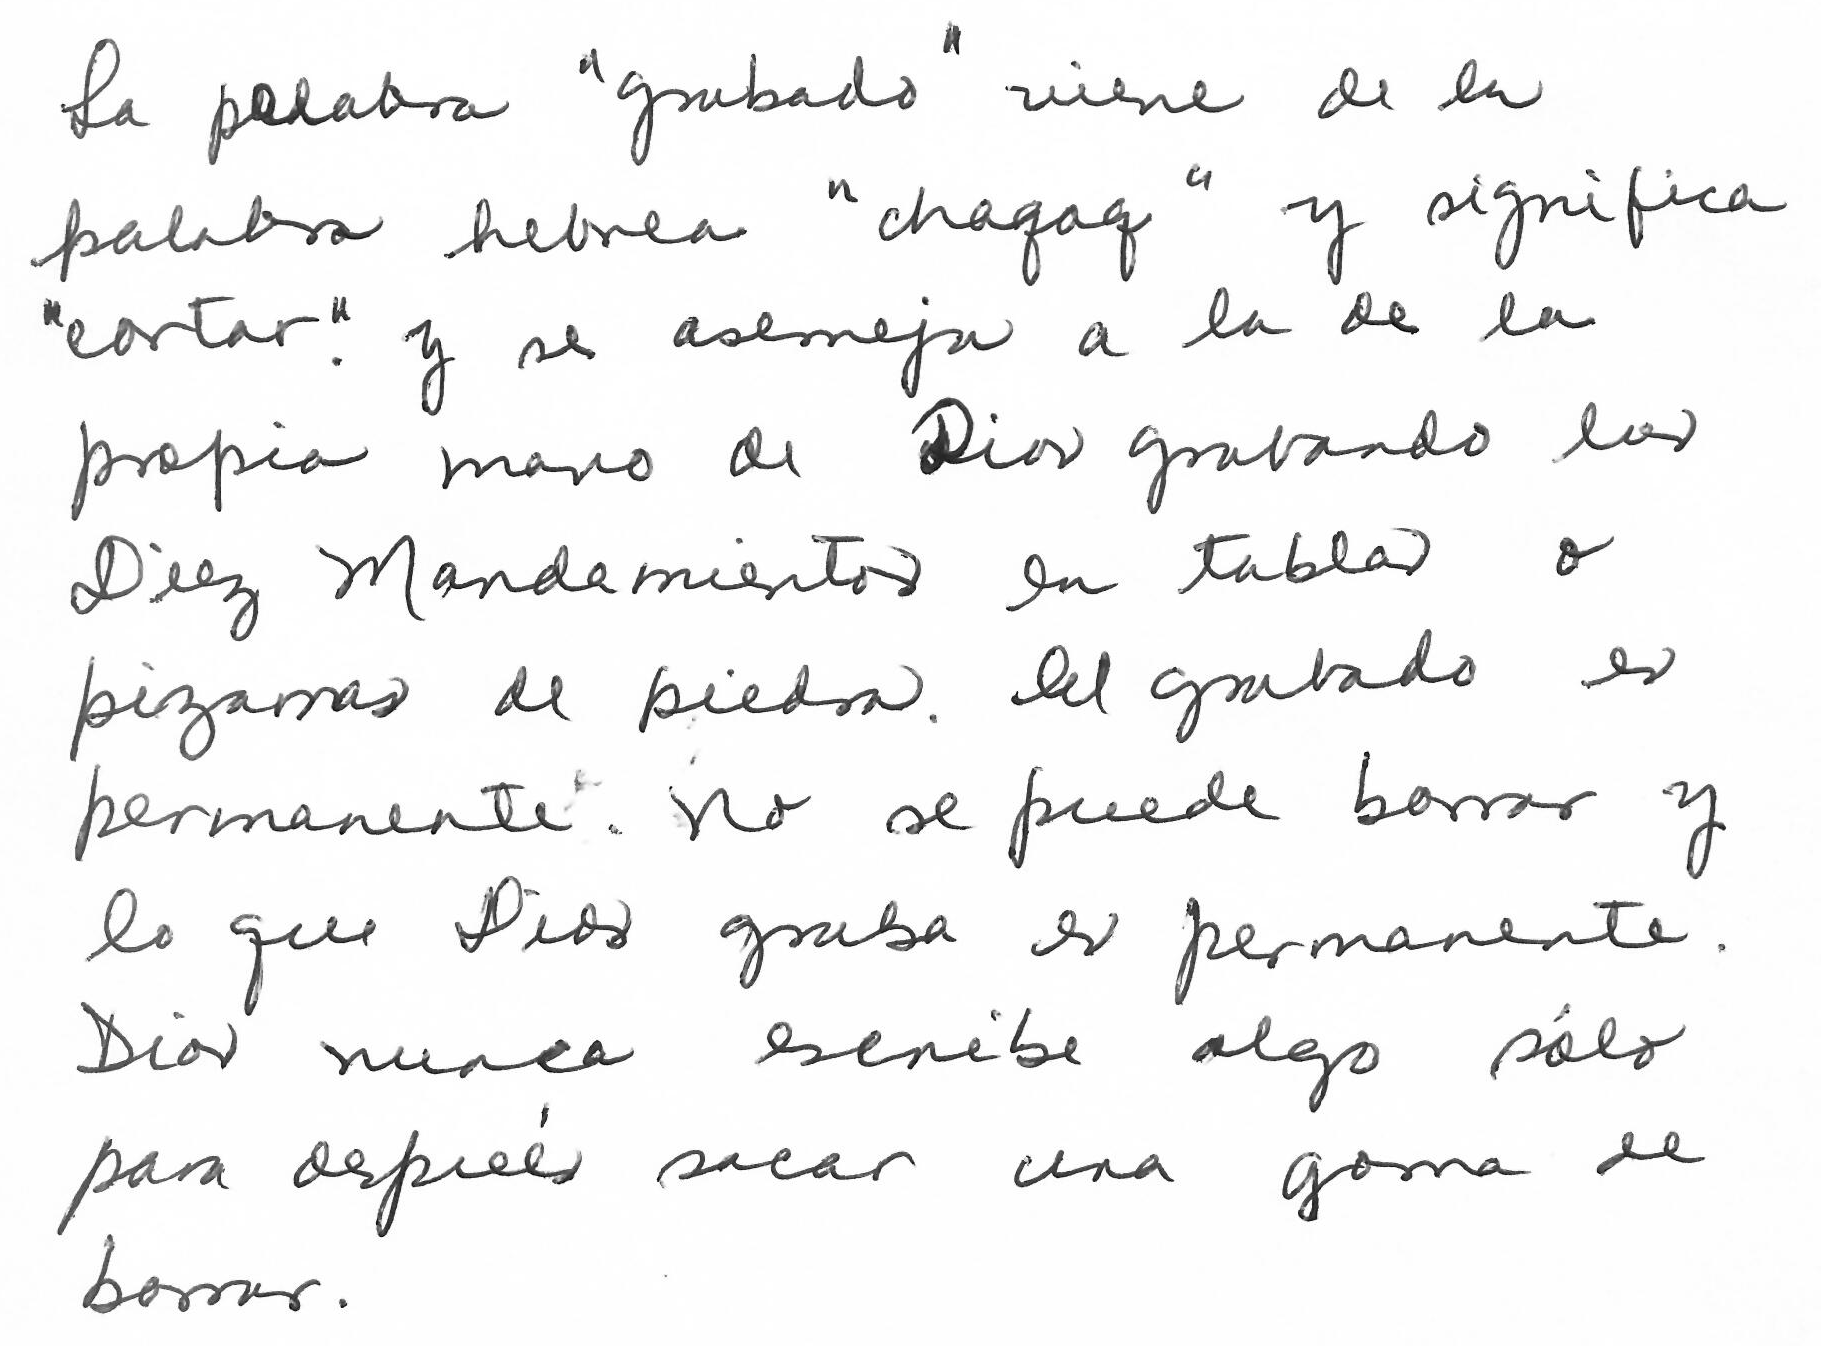 La palabra "grabado" viene de la
palabra hebrea "chaqaq" y significa
"cortar". y se asemeja a la de la
propia mano de Dios grabando los
Diez Mandamientos en tablas o
pizarras de piedra. El grabado es
permanente. No se puede borrar y
lo que Dios graba es permanente.
Dios nunca escribe algo sólo
para después sacar una goma de
borrar.